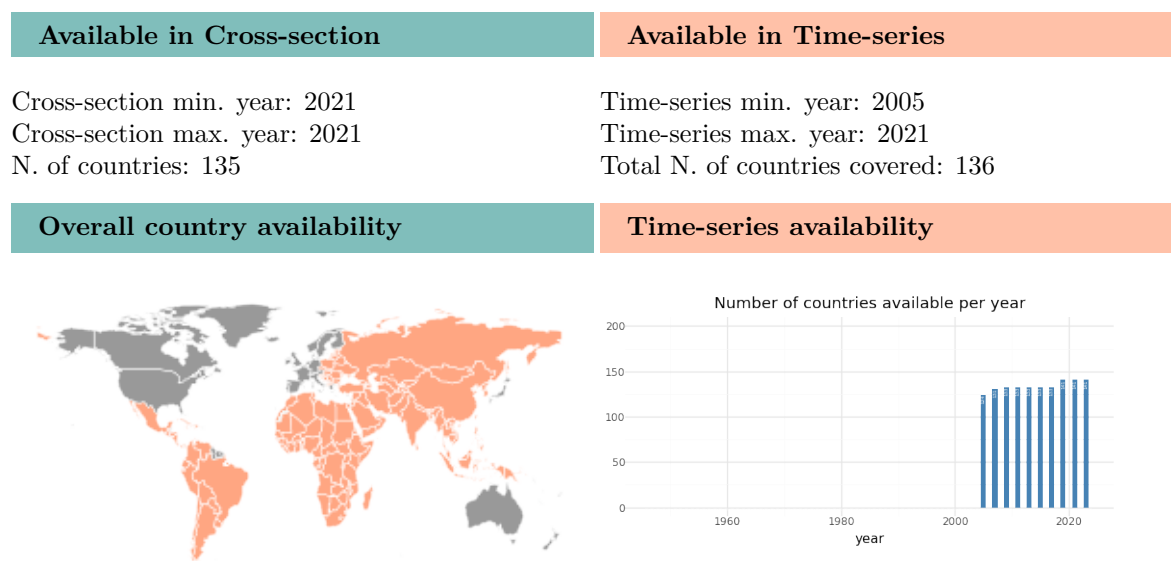 Available in Cross-section
Available in Time-series
Cross-section min. year: 2021
Cross-section max. year: 2021
N. of countries: 135
Time-series min. year: 2005
Time-series max. year: 2021
Total N. of countries covered: 136
Overall country availability
Time-series availability
Number of countries available per year
200
150
100
50
0
1960 1980 2000 2020
year